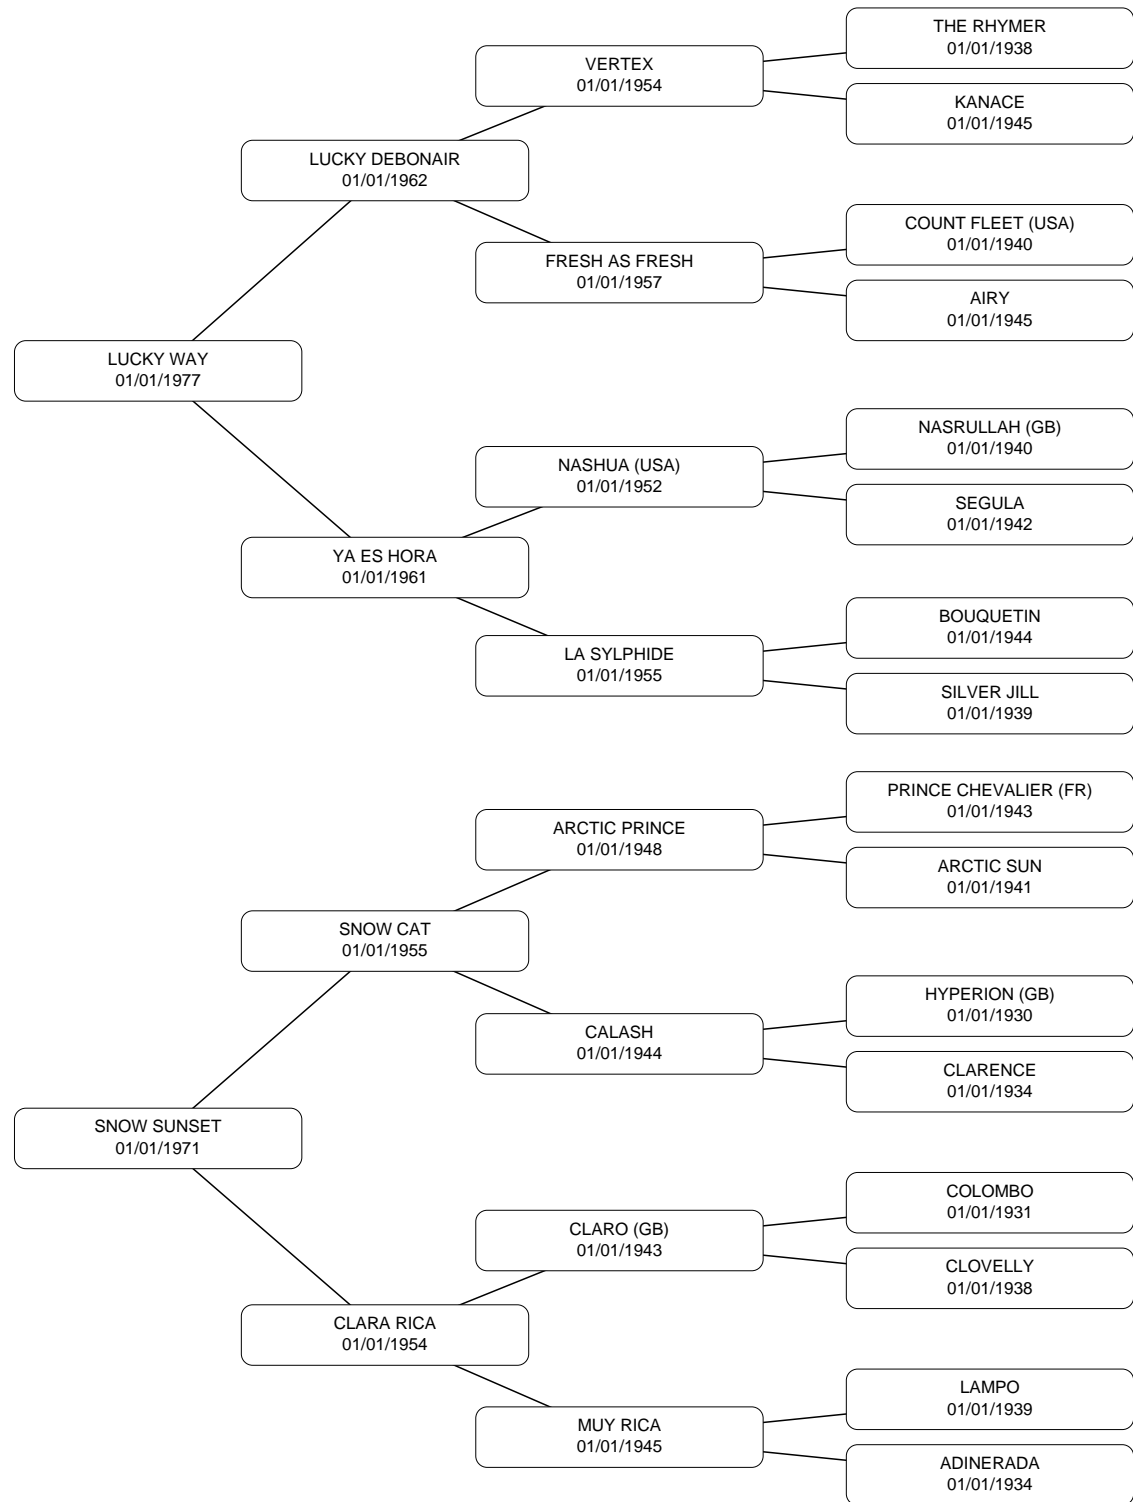 THE RHYMER
01/01/1938
VERTEX
01/01/1954
KANACE
01/01/1945
LUCKY DEBONAIR
01/01/1962
COUNT FLEET (USA)
01/01/1940
FRESH AS FRESH
01/01/1957
AIRY
01/01/1945
LUCKY WAY
01/01/1977
NASRULLAH (GB)
01/01/1940
NASHUA (USA)
01/01/1952
SEGULA
01/01/1942
YA ES HORA
01/01/1961
BOUQUETIN
01/01/1944
LA SYLPHIDE
01/01/1955
SILVER JILL
01/01/1939
PRINCE CHEVALIER (FR)
01/01/1943
ARCTIC PRINCE
01/01/1948
ARCTIC SUN
01/01/1941
SNOW CAT
01/01/1955
HYPERION (GB)
01/01/1930
CALASH
01/01/1944
CLARENCE
01/01/1934
SNOW SUNSET
01/01/1971
COLOMBO
01/01/1931
CLARO (GB)
01/01/1943
CLOVELLY
01/01/1938
CLARA RICA
01/01/1954
LAMPO
01/01/1939
MUY RICA
01/01/1945
ADINERADA
01/01/1934